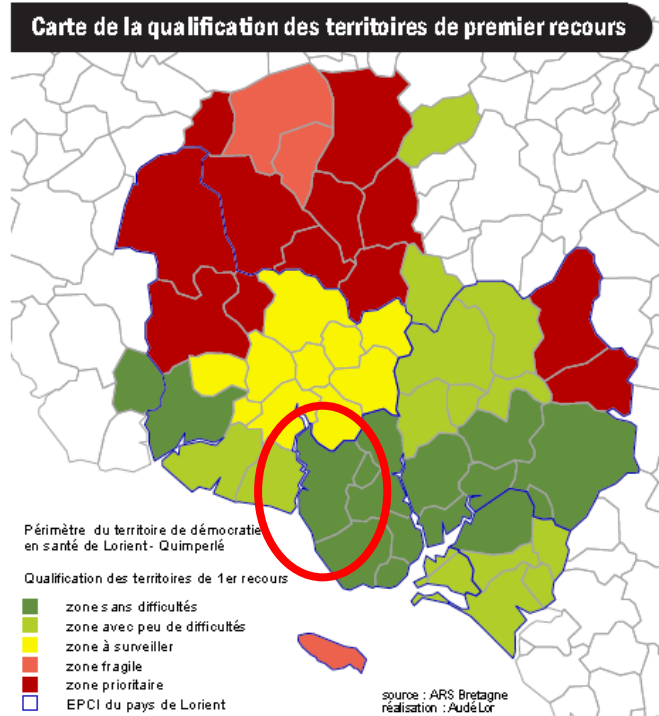 Carte de la qualification des territoires de premier recours
Périmètre du territoire de démocratie
en santé de Lorient- Quimperlé
Qualification des territoires de 1er recours
zone sans difficultés
zone avec peu de difficultés
zone à surveiller
zone fragile
zone prioritaire
EPCI du pays de Lorient
source : ARS Bretagne
réalisation : AudéLor